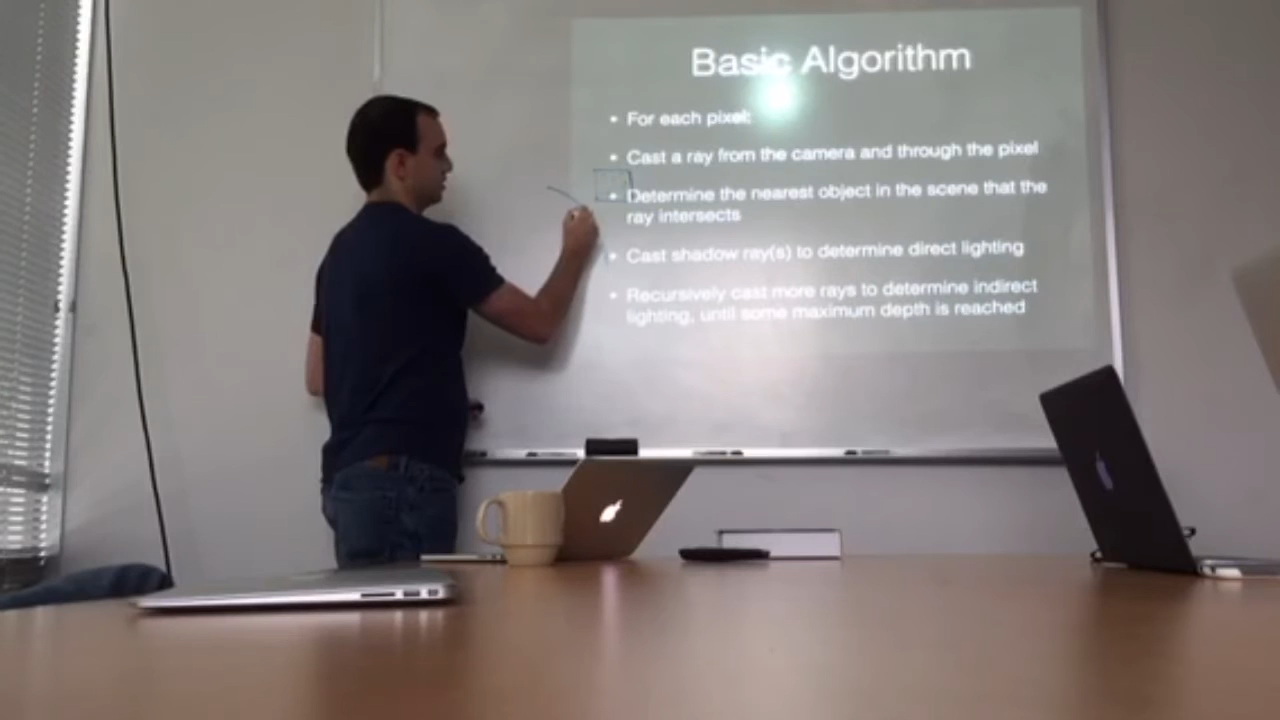 Basic Algorithm
• For each pixel:
• Cast a ray from the camera and through the pixel
• Determine the nearest object in the scene that the
ray intersects
• Cast shadow ray(s) to determine direct lighting
• Recursively cast more rays to determine indirect
lighting, until some maximum depth is reached